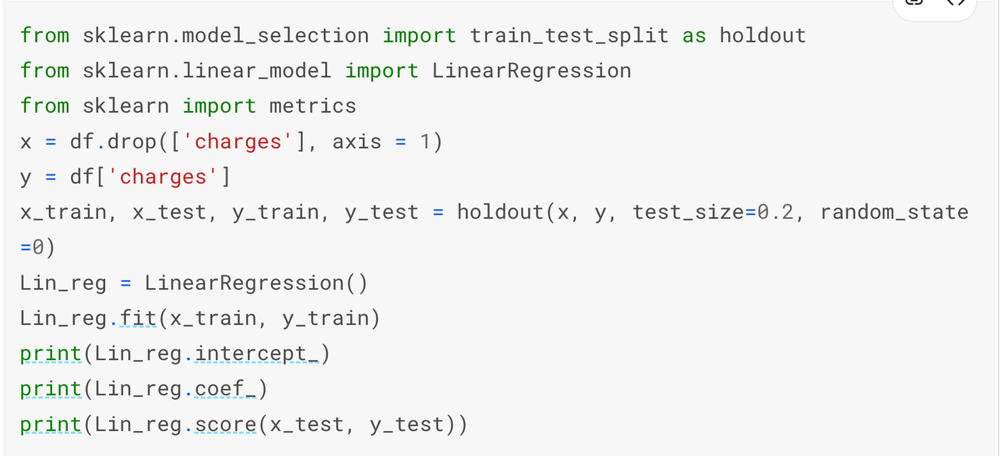 from sklearn.model_selection import train_test_split as holdout
from sklearn.linear_model import LinearRegression
from sklearn import metrics
x = df.drop(['charges'], axis = 1)
y = df['charges']
x_train, x_test, y_train, y_test = holdout(x, y, test_size=0.2, random_state
=0)
Lin_reg = LinearRegression()
Lin_reg.fit(x_train, y_train)
print(Lin_reg.intercept_)
print(Lin_reg.coef_)
print(Lin_reg.score(x_test, y_test))